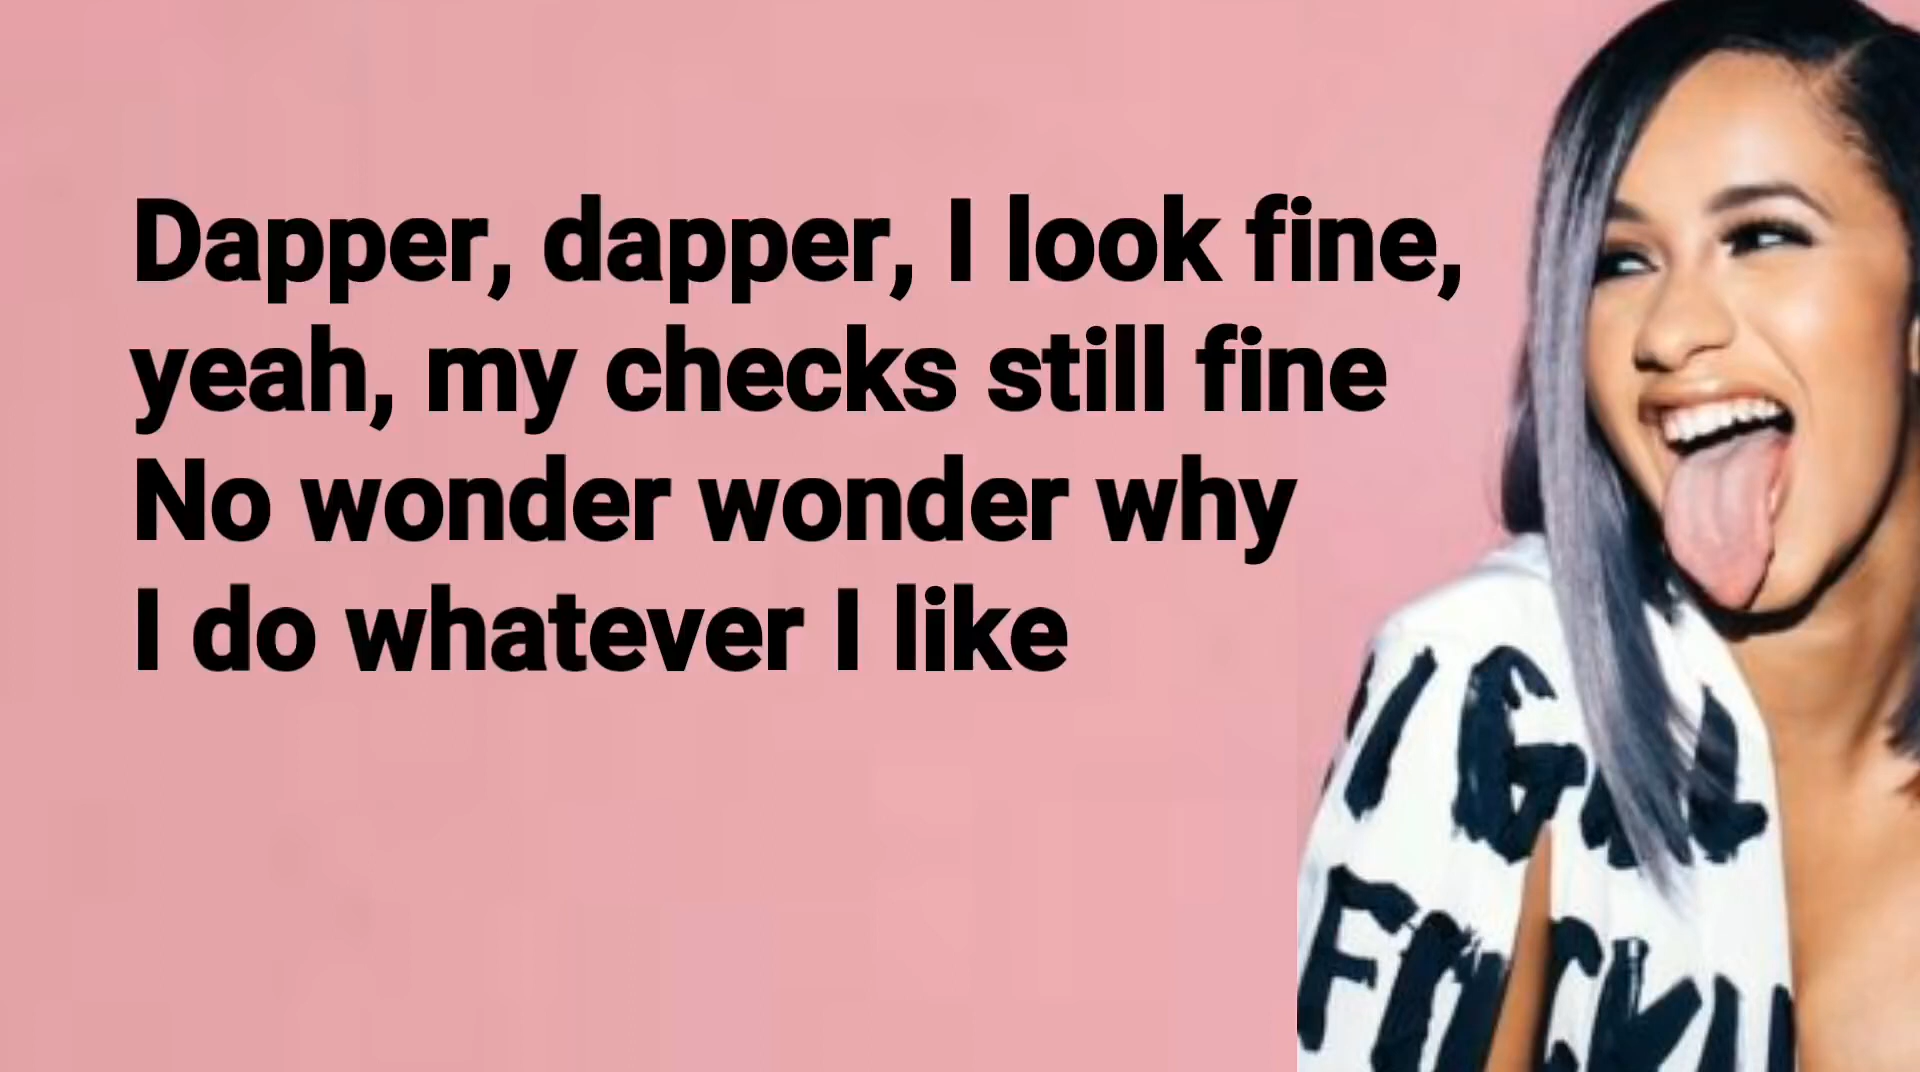 Dapper, dapper, I look fine,
yeah, my checks still fine
No wonder wonder why
I do whatever I like